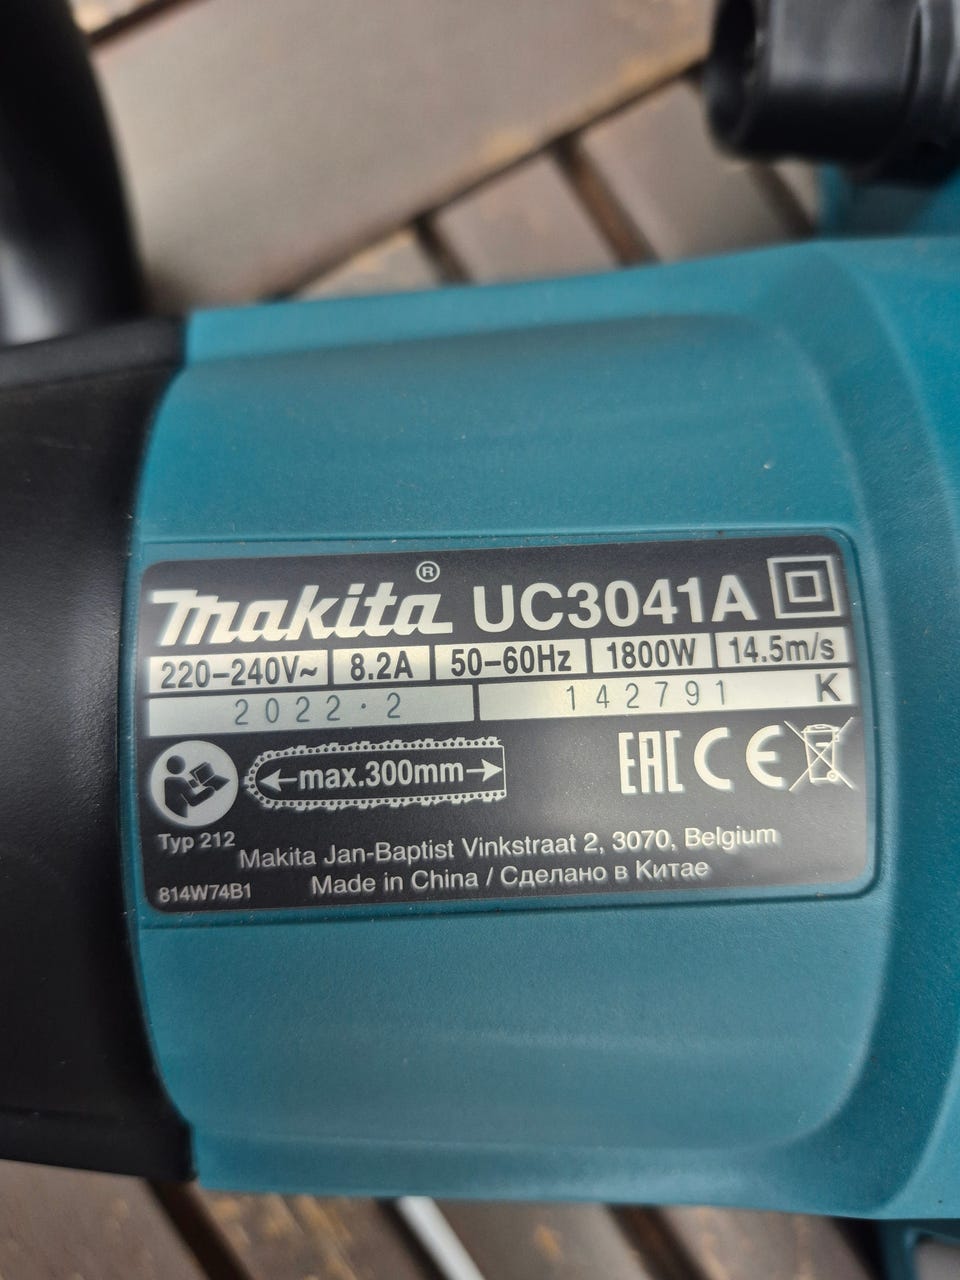 makita® UC3041A
220–240V~ 8.2A 50–60Hz 1800W 14.5m/s
2022·2 142791 K
max.300mm EAC CE
Typ 212
Makita Jan-Baptist Vinkstraat 2, 3070, Belgium
814W74B1 Made in China / Сделано в Китае